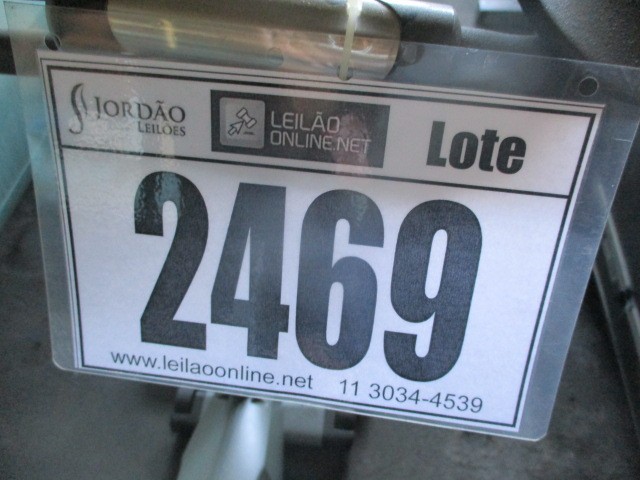 JORDÃO
LEILÕES
LEILÃO
ONLINE.NET
Lote
2469
www.leilaoonline.net 11 3034-4539